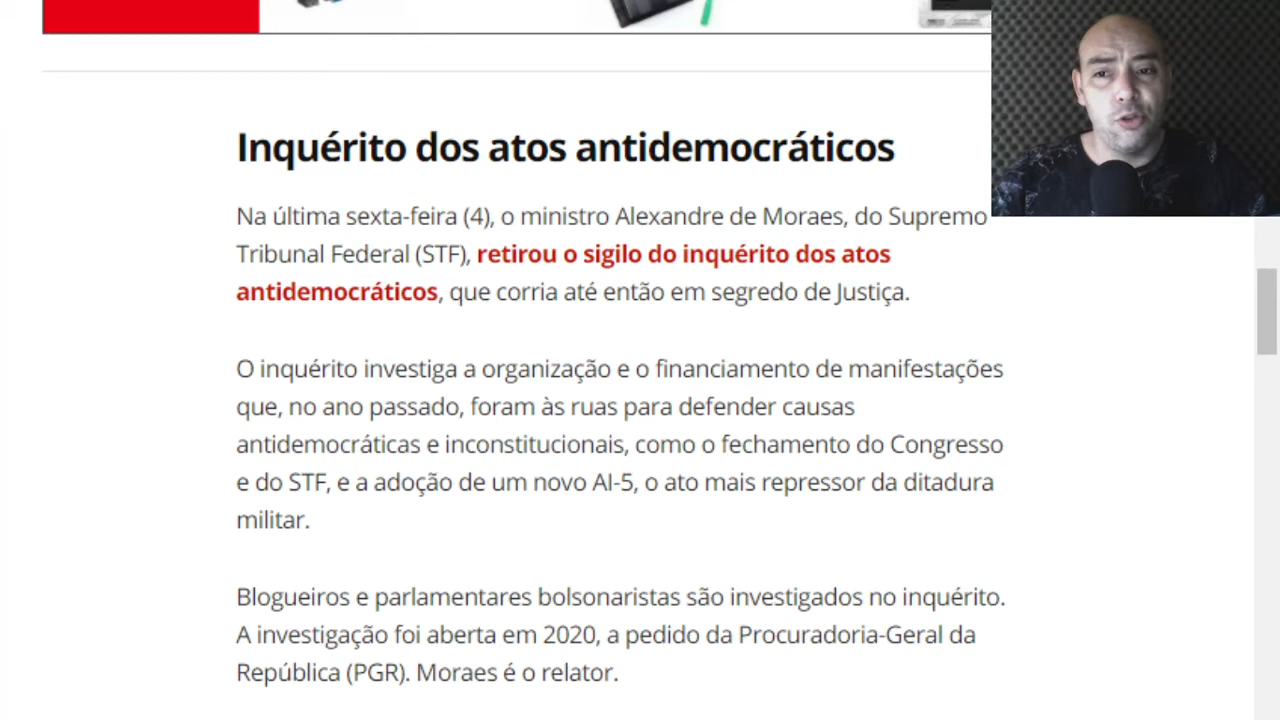 Inquérito dos atos antidemocráticos
Na última sexta-feira (4), o ministro Alexandre de Moraes, do Supremo
Tribunal Federal (STF), retirou o sigilo do inquérito dos atos
antidemocráticos, que corria até então em segredo de Justiça.
O inquérito investiga a organização e o financiamento de manifestações
que, no ano passado, foram às ruas para defender causas
antidemocráticas e inconstitucionais, como o fechamento do Congresso
e do STF, e a adoção de um novo AI-5, o ato mais repressor da ditadura
militar.
Blogueiros e parlamentares bolsonaristas são investigados no inquérito.
A investigação foi aberta em 2020, a pedido da Procuradoria-Geral da
República (PGR). Moraes é o relator.